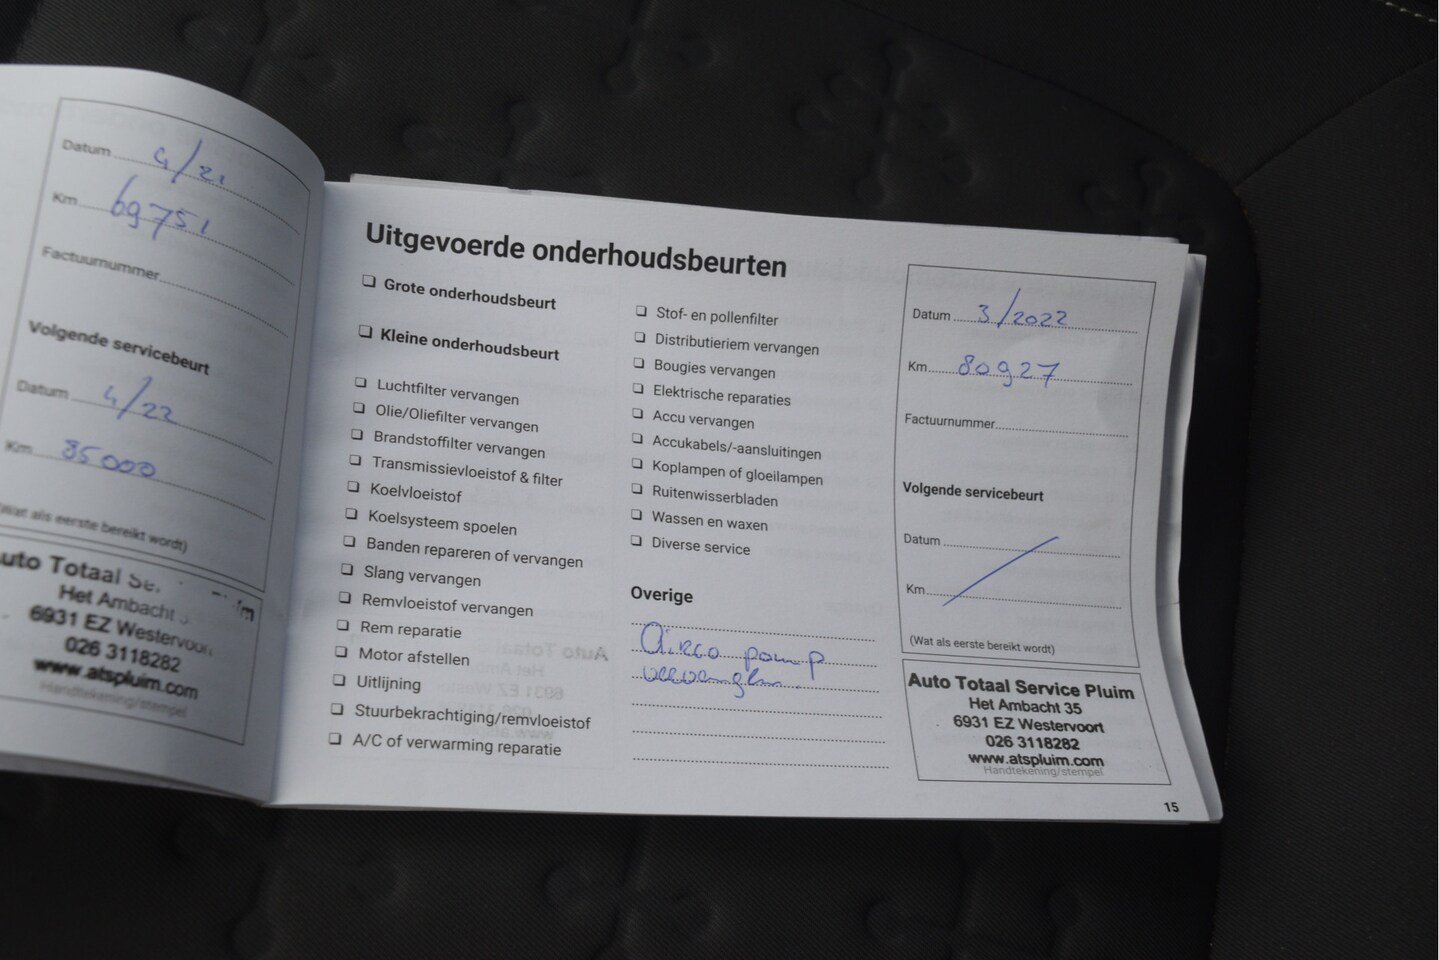 Datum 4/21
Km 69751
Factuurnummer
Volgende servicebeurt
Datum 4/22
Km 85000
(Wat als eerste bereikt wordt)
Auto Totaal Se
Het Ambacht 3
6931 EZ Westervoort
026 3118282
www.atspluim.com
Handtekening/stempel
Uitgevoerde onderhoudsbeurten
Grote onderhoudsbeurt
Kleine onderhoudsbeurt
Luchtfilter vervangen
Olie/Oliefilter vervangen
Brandstoffilter vervangen
Transmissievloeistof & filter
Koelvloeistof
Koelsysteem spoelen
Banden repareren of vervangen
Slang vervangen
Remvloeistof vervangen
Rem reparatie
Motor afstellen
Uitlijning
Stuurbekrachtiging/remvloeistof
A/C of verwarming reparatie
Stof- en pollenfilter
Distributieriem vervangen
Bougies vervangen
Elektrische reparaties
Accu vervangen
Accukabels/-aansluitingen
Koplampen of gloeilampen
Ruitenwisserbladen
Wassen en waxen
Diverse service
Overige
Airco pomp
vervangen.
Datum 3/2022
Km 80927
Factuurnummer
Volgende servicebeurt
Datum
Km
(Wat als eerste bereikt wordt)
Auto Totaal Service Pluim
Het Ambacht 35
6931 EZ Westervoort
026 3118282
www.atspluim.com
Handtekening/stempel
15